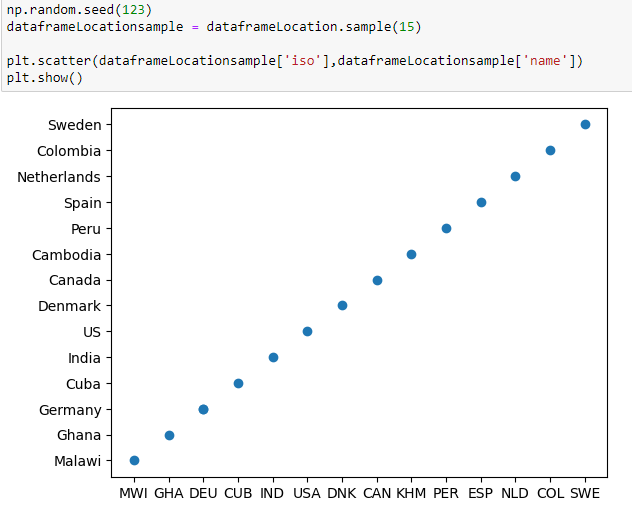 np.random.seed(123)
dataframeLocationsample = dataframeLocation.sample(15)
plt.scatter(dataframeLocationsample['iso'],dataframeLocationsample['name'])
plt.show()
Sweden
Colombia
Netherlands
Spain
Peru
Cambodia
Canada
Denmark
US
India
Cuba
Germany
Ghana
Malawi
MWI GHA DEU CUB IND USA DNK CAN KHM PER ESP NLD COL SWE